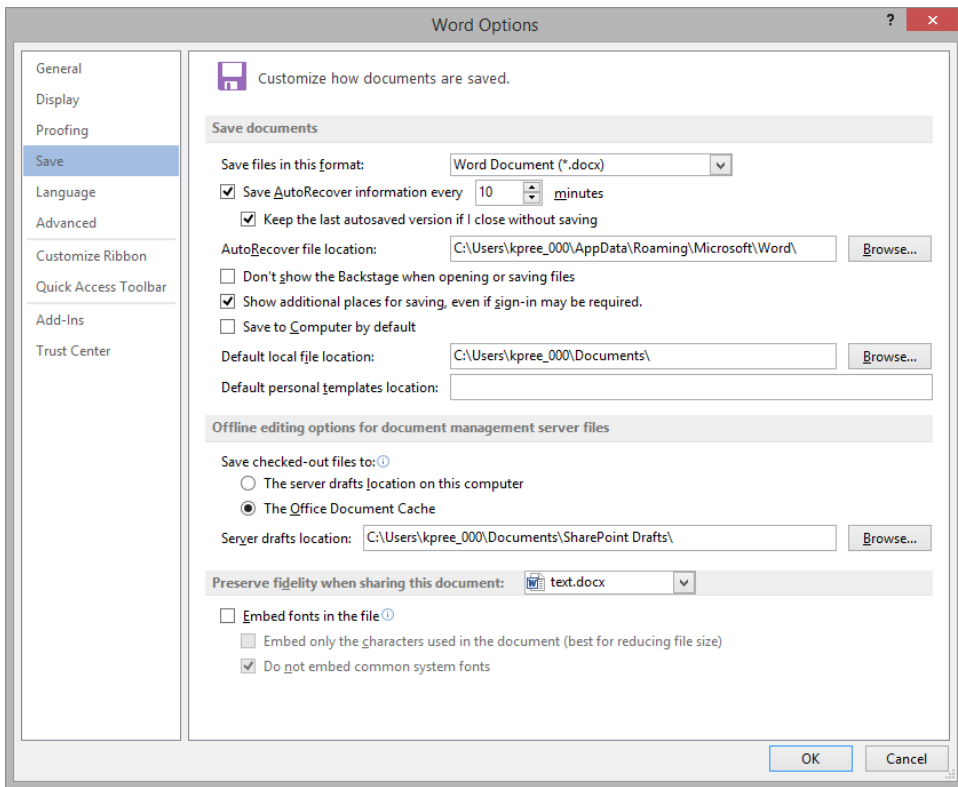 Word Options
?
×
General
Display
Proofing
Save
Language
Advanced
Customize Ribbon
Quick Access Toolbar
Add-Ins
Trust Center
Customize how documents are saved.
Save documents
Save files in this format: Word Document (*.docx)
Save AutoRecover information every 10 minutes
Keep the last autosaved version if I close without saving
AutoRecover file location: C:\Users\kpree_000\AppData\Roaming\Microsoft\Word\ Browse...
Don't show the Backstage when opening or saving files
Show additional places for saving, even if sign-in may be required.
Save to Computer by default
Default local file location: C:\Users\kpree_000\Documents\ Browse...
Default personal templates location:
Offline editing options for document management server files
Save checked-out files to:
The server drafts location on this computer
The Office Document Cache
Server drafts location: C:\Users\kpree_000\Documents\SharePoint Drafts\ Browse...
Preserve fidelity when sharing this document: text.docx
Embed fonts in the file
Embed only the characters used in the document (best for reducing file size)
Do not embed common system fonts
OK Cancel